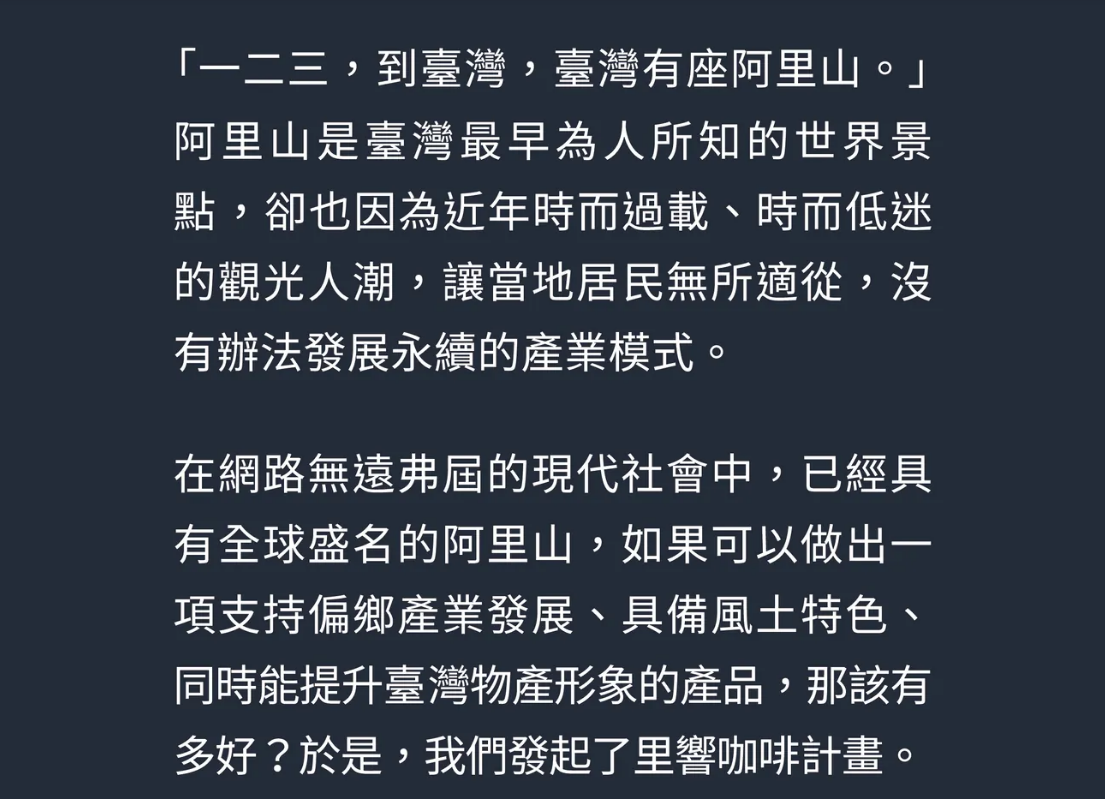 「一二三，到臺灣，臺灣有座阿里山。」
阿里山是臺灣最早為人所知的世界景
點，卻也因為近年時而過載、時而低迷
的觀光人潮，讓當地居民無所適從，沒
有辦法發展永續的產業模式。
在網路無遠弗屆的現代社會中，已經具
有全球盛名的阿里山，如果可以做出一
項支持偏鄉產業發展、具備風土特色、
同時能提升臺灣物產形象的產品，那該有
多好？於是，我們發起了里響咖啡計畫。